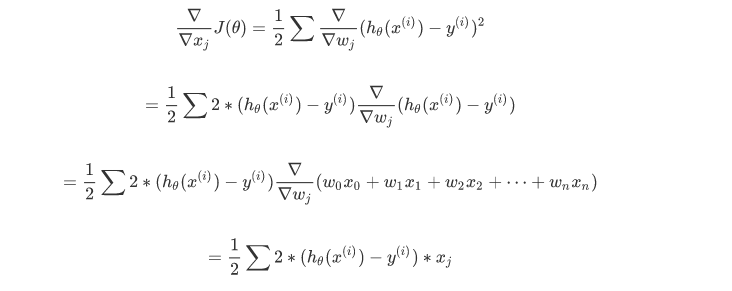 ∇/∇x_j J(θ) = 1/2 ∑ ∇/∇w_j (h_θ(x^(i)) − y^(i))^2
= 1/2 ∑ 2 ∗ (h_θ(x^(i)) − y^(i)) ∇/∇w_j (h_θ(x^(i)) − y^(i))
= 1/2 ∑ 2 ∗ (h_θ(x^(i)) − y^(i)) ∇/∇w_j (w_0x_0 + w_1x_1 + w_2x_2 + ⋯ + w_nx_n)
= 1/2 ∑ 2 ∗ (h_θ(x^(i)) − y^(i)) ∗ x_j